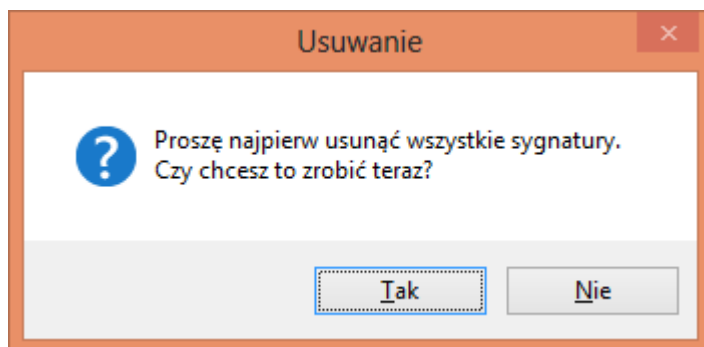 Usuwanie
Proszę najpierw usunąć wszystkie sygnatury.
Czy chcesz to zrobić teraz?
Tak
Nie